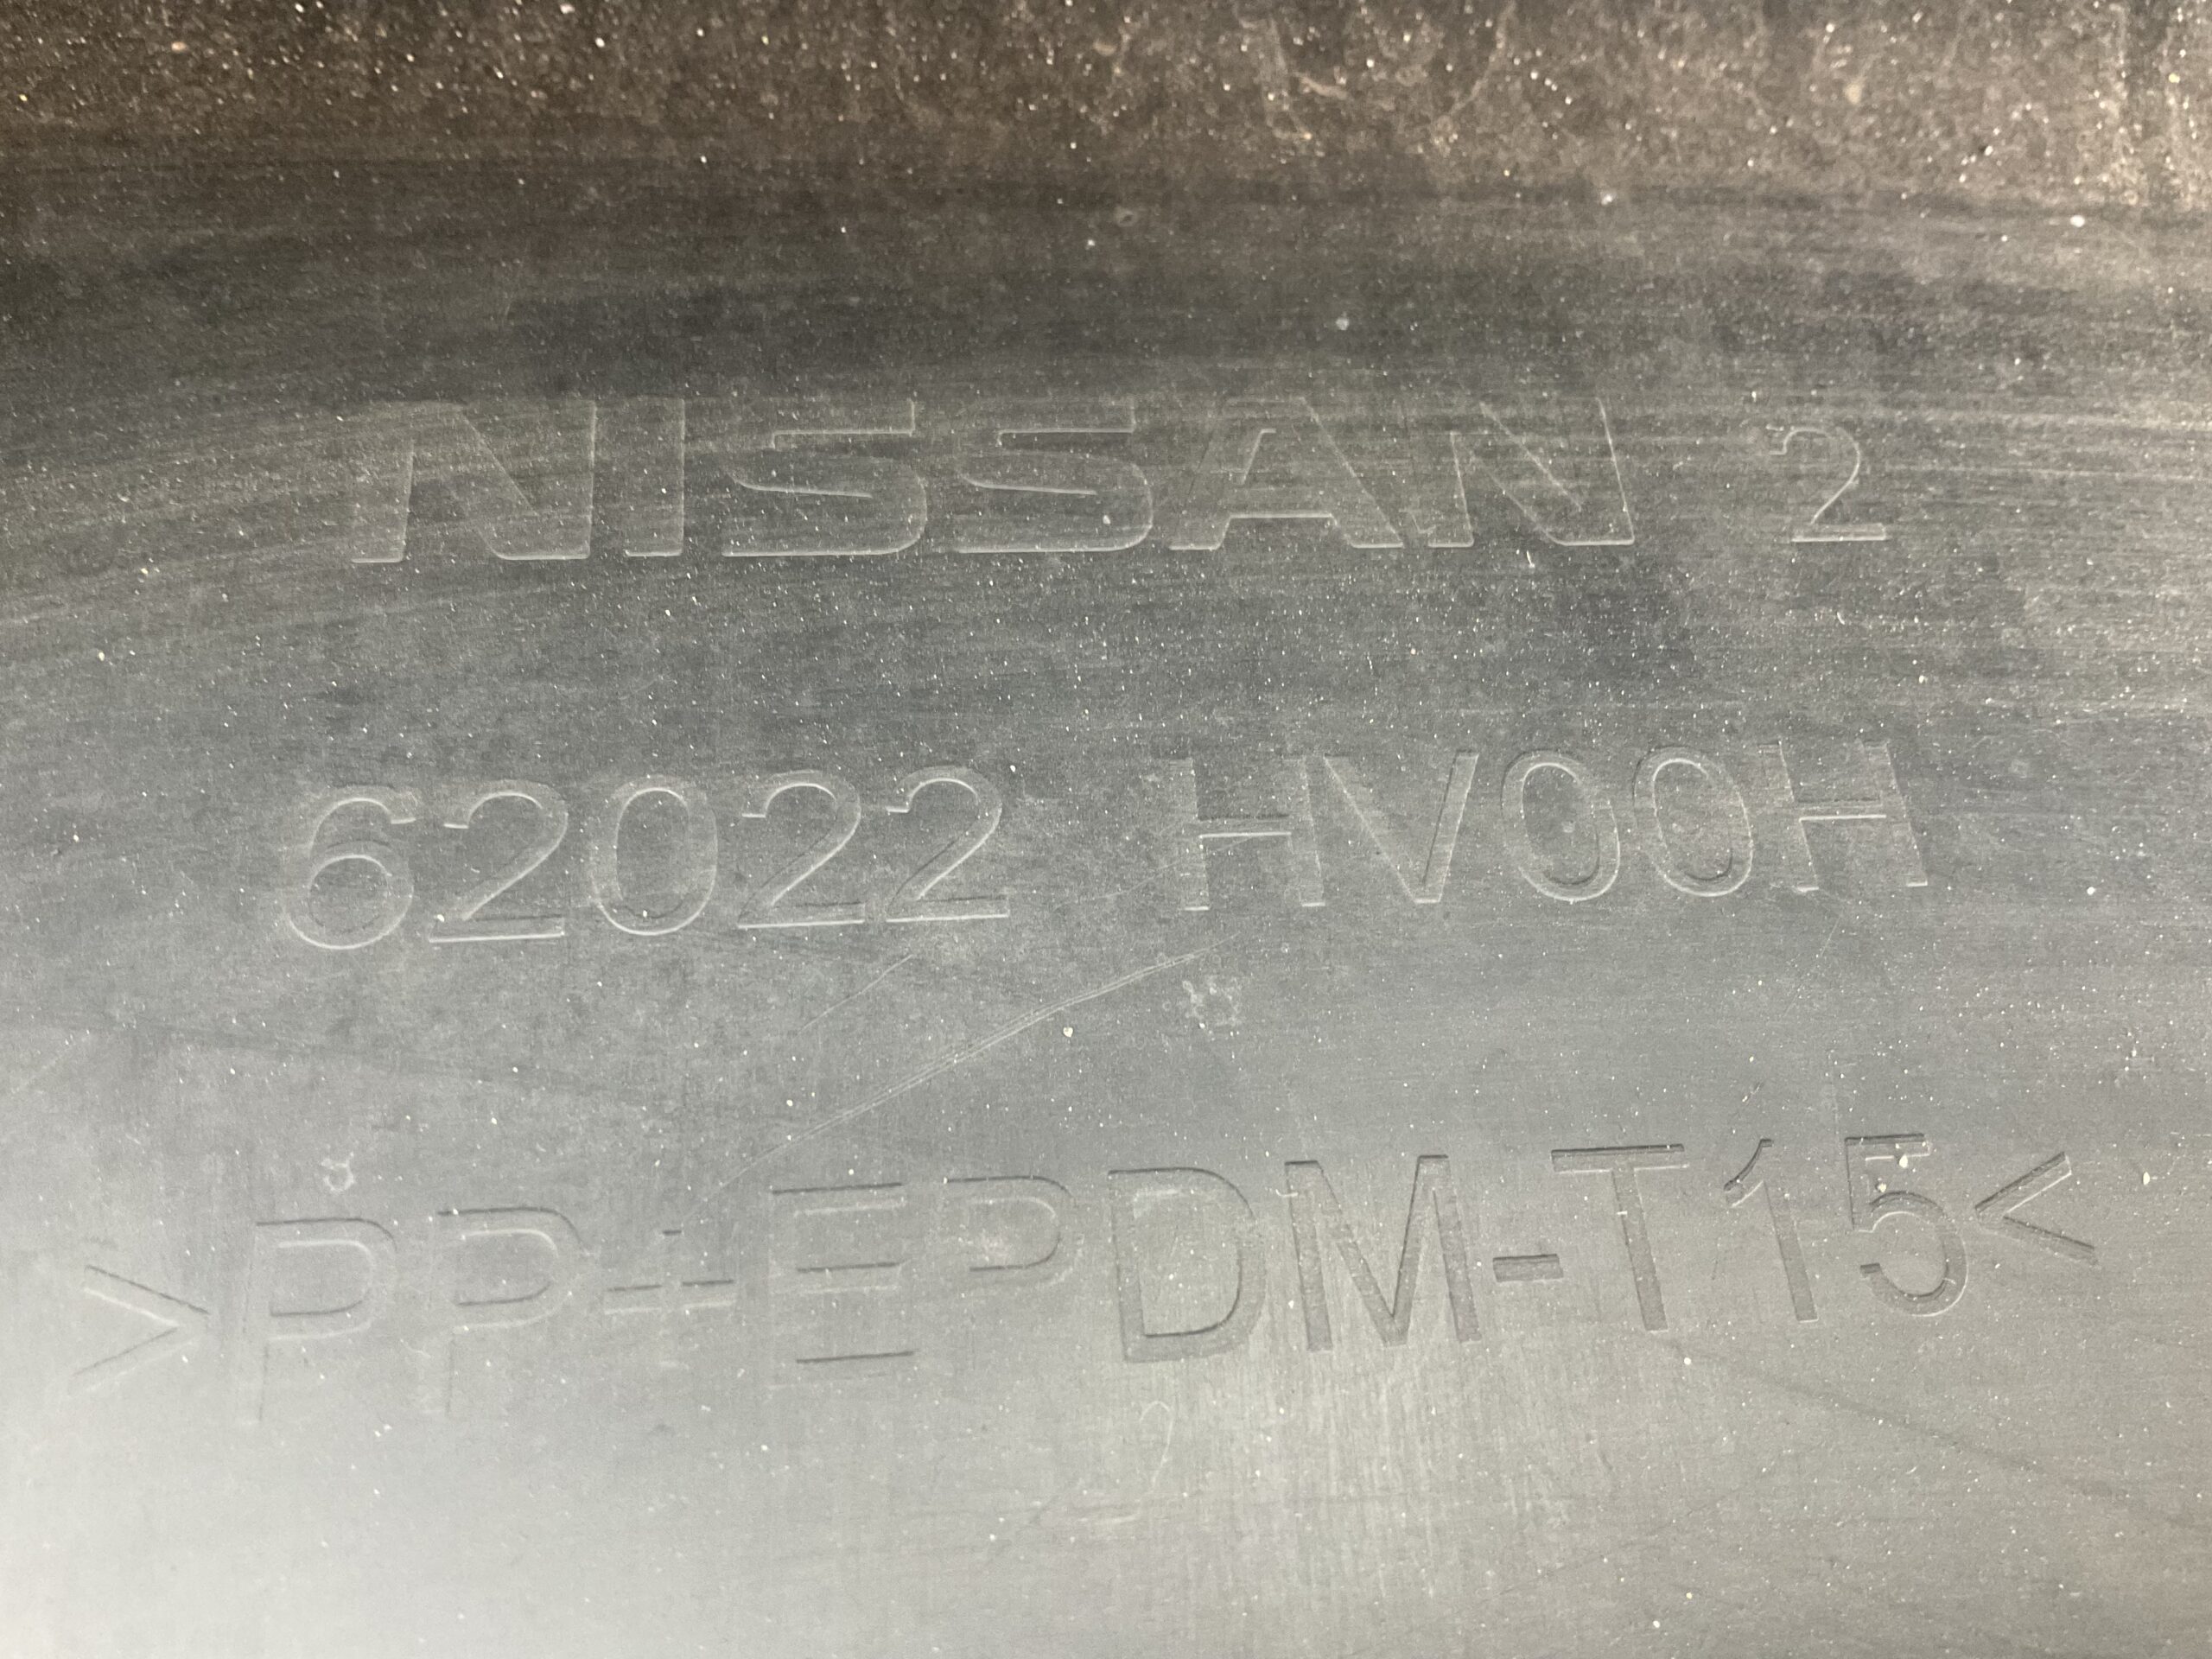 NISSAN 2
62022 HV00H
>PP+EPDM-T15<